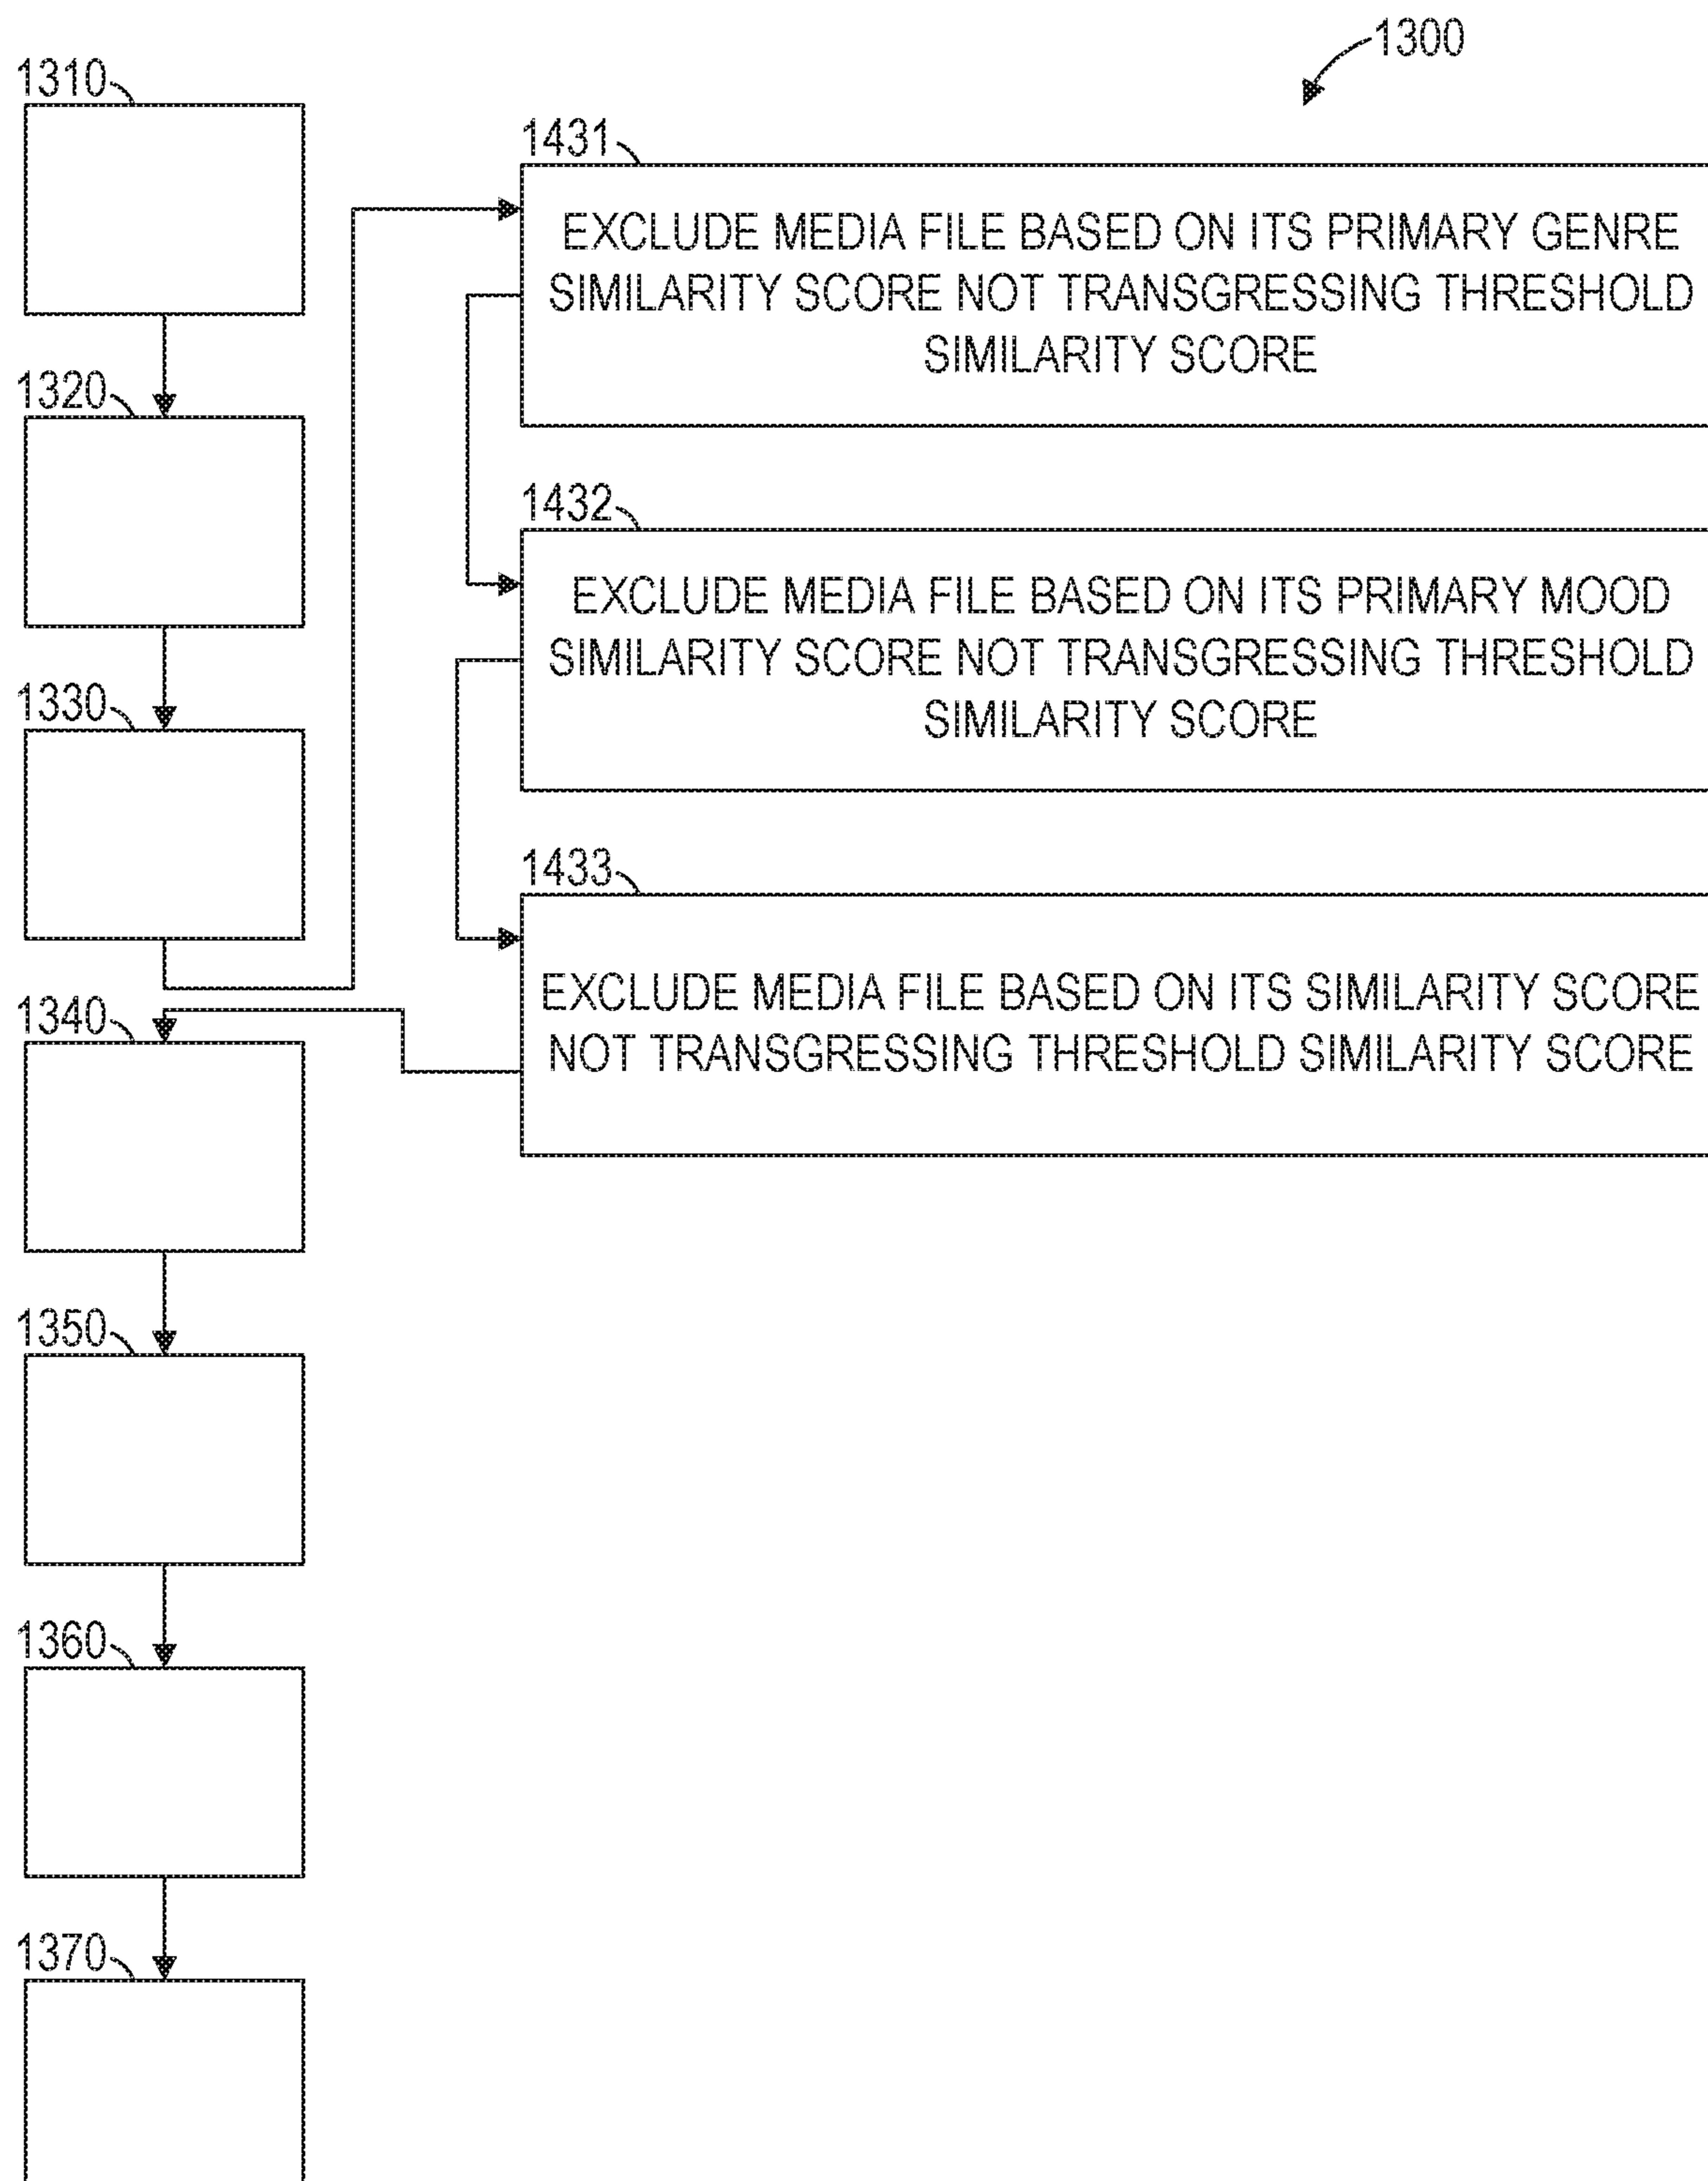 1300
1310
1431
EXCLUDE MEDIA FILE BASED ON ITS PRIMARY GENRE
SIMILARITY SCORE NOT TRANSGRESSING THRESHOLD
SIMILARITY SCORE
1320
1432
EXCLUDE MEDIA FILE BASED ON ITS PRIMARY MOOD
SIMILARITY SCORE NOT TRANSGRESSING THRESHOLD
SIMILARITY SCORE
1330
1433
EXCLUDE MEDIA FILE BASED ON ITS SIMILARITY SCORE
NOT TRANSGRESSING THRESHOLD SIMILARITY SCORE
1340
1350
1360
1370